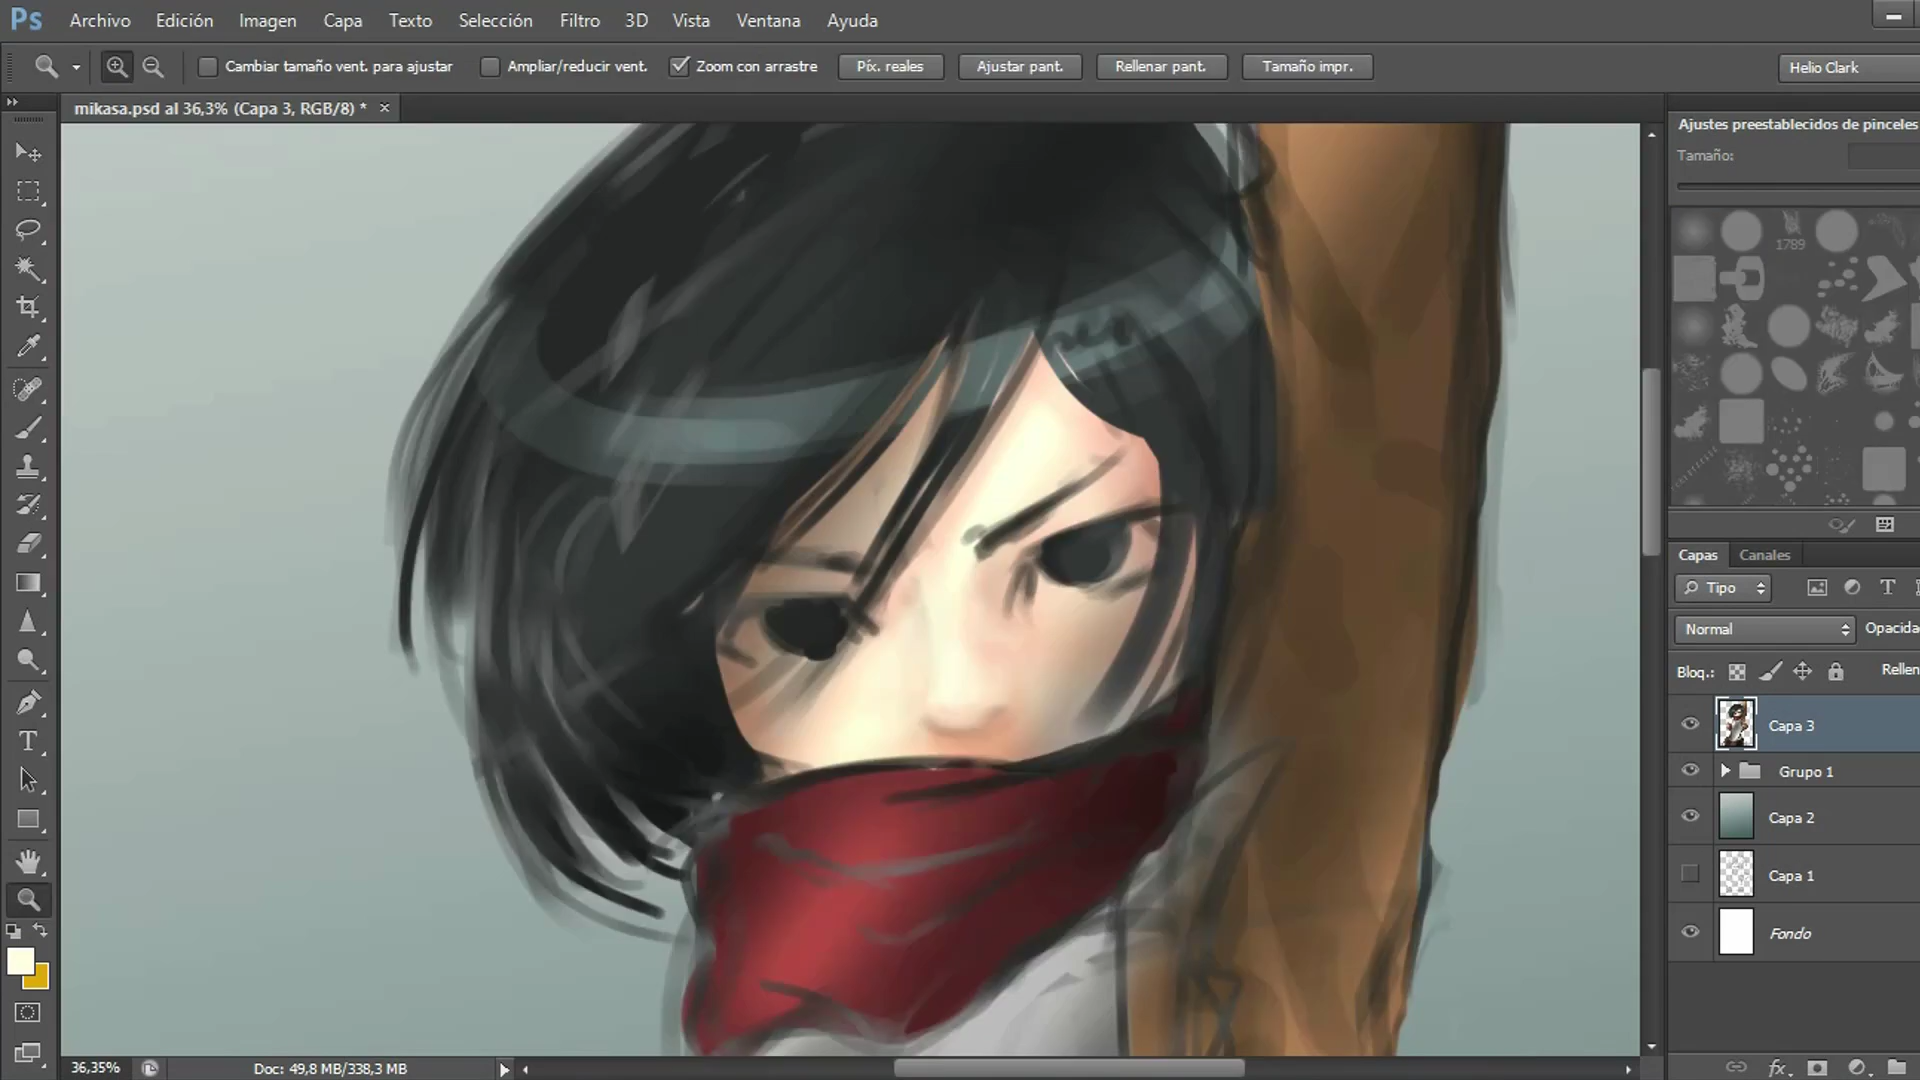 Ps Archivo Edición Imagen Capa Texto Selección Filtro 3D Vista Ventana Ayuda
Cambiar tamaño vent. para ajustar Ampliar/reducir vent. Zoom con arrastre Píx. reales Ajustar pant. Rellenar pant. Tamaño impr. Helio Clark
mikasa.psd al 36,3% (Capa 3, RGB/8) * ×
Ajustes preestablecidos de pinceles
Tamaño:
1789
Capas Canales
Tipo
Normal Opacida
Bloq.: Rellen
Capa 3
Grupo 1
Capa 2
Capa 1
Fondo
36,35% Doc: 49,8 MB/338,3 MB